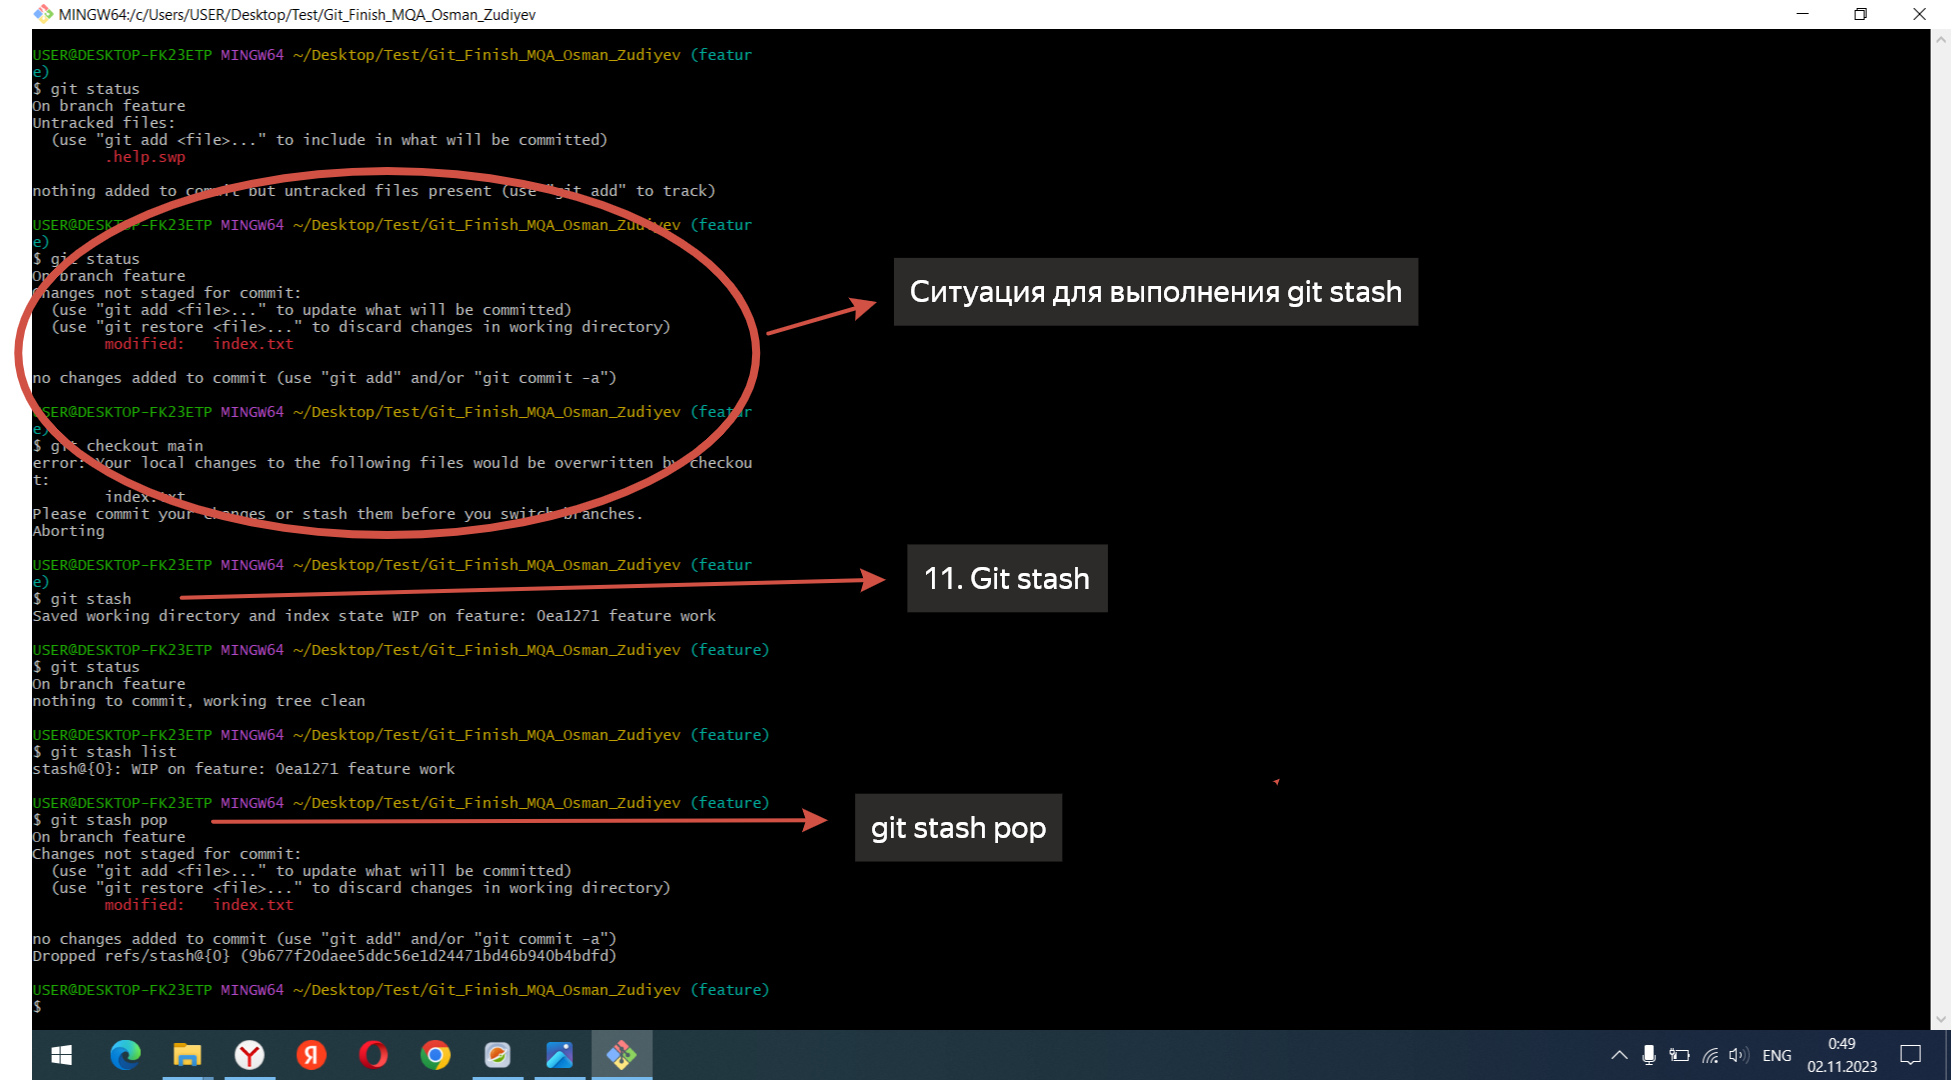 MINGW64:/c/Users/USER/Desktop/Test/Git_Finish_MQA_Osman_Zudiyev
USER@DESKTOP-FK23ETP MINGW64 ~/Desktop/Test/Git_Finish_MQA_Osman_Zudiyev (featur
e)
$ git status
On branch feature
Untracked files:
  (use "git add <file>..." to include in what will be committed)
        .help.swp
nothing added to commit but untracked files present (use "git add" to track)
USER@DESKTOP-FK23ETP MINGW64 ~/Desktop/Test/Git_Finish_MQA_Osman_Zudiyev (featur
e)
$ git status
On branch feature
Changes not staged for commit:
  (use "git add <file>..." to update what will be committed)
  (use "git restore <file>..." to discard changes in working directory)
        modified:   index.txt
no changes added to commit (use "git add" and/or "git commit -a")
USER@DESKTOP-FK23ETP MINGW64 ~/Desktop/Test/Git_Finish_MQA_Osman_Zudiyev (featur
e)
$ git checkout main
error: Your local changes to the following files would be overwritten by checkou
t:
        index.txt
Please commit your changes or stash them before you switch branches.
Aborting
Ситуация для выполнения git stash
USER@DESKTOP-FK23ETP MINGW64 ~/Desktop/Test/Git_Finish_MQA_Osman_Zudiyev (featur
e)
$ git stash
Saved working directory and index state WIP on feature: 0ea1271 feature work
11. Git stash
USER@DESKTOP-FK23ETP MINGW64 ~/Desktop/Test/Git_Finish_MQA_Osman_Zudiyev (feature)
$ git status
On branch feature
nothing to commit, working tree clean
USER@DESKTOP-FK23ETP MINGW64 ~/Desktop/Test/Git_Finish_MQA_Osman_Zudiyev (feature)
$ git stash list
stash@{0}: WIP on feature: 0ea1271 feature work
USER@DESKTOP-FK23ETP MINGW64 ~/Desktop/Test/Git_Finish_MQA_Osman_Zudiyev (feature)
$ git stash pop
On branch feature
Changes not staged for commit:
  (use "git add <file>..." to update what will be committed)
  (use "git restore <file>..." to discard changes in working directory)
        modified:   index.txt
git stash pop
no changes added to commit (use "git add" and/or "git commit -a")
Dropped refs/stash@{0} (9b677f20daee5ddc56e1d24471bd46b940b4bdfd)
USER@DESKTOP-FK23ETP MINGW64 ~/Desktop/Test/Git_Finish_MQA_Osman_Zudiyev (feature)
$
Я
ENG
0:49
02.11.2023